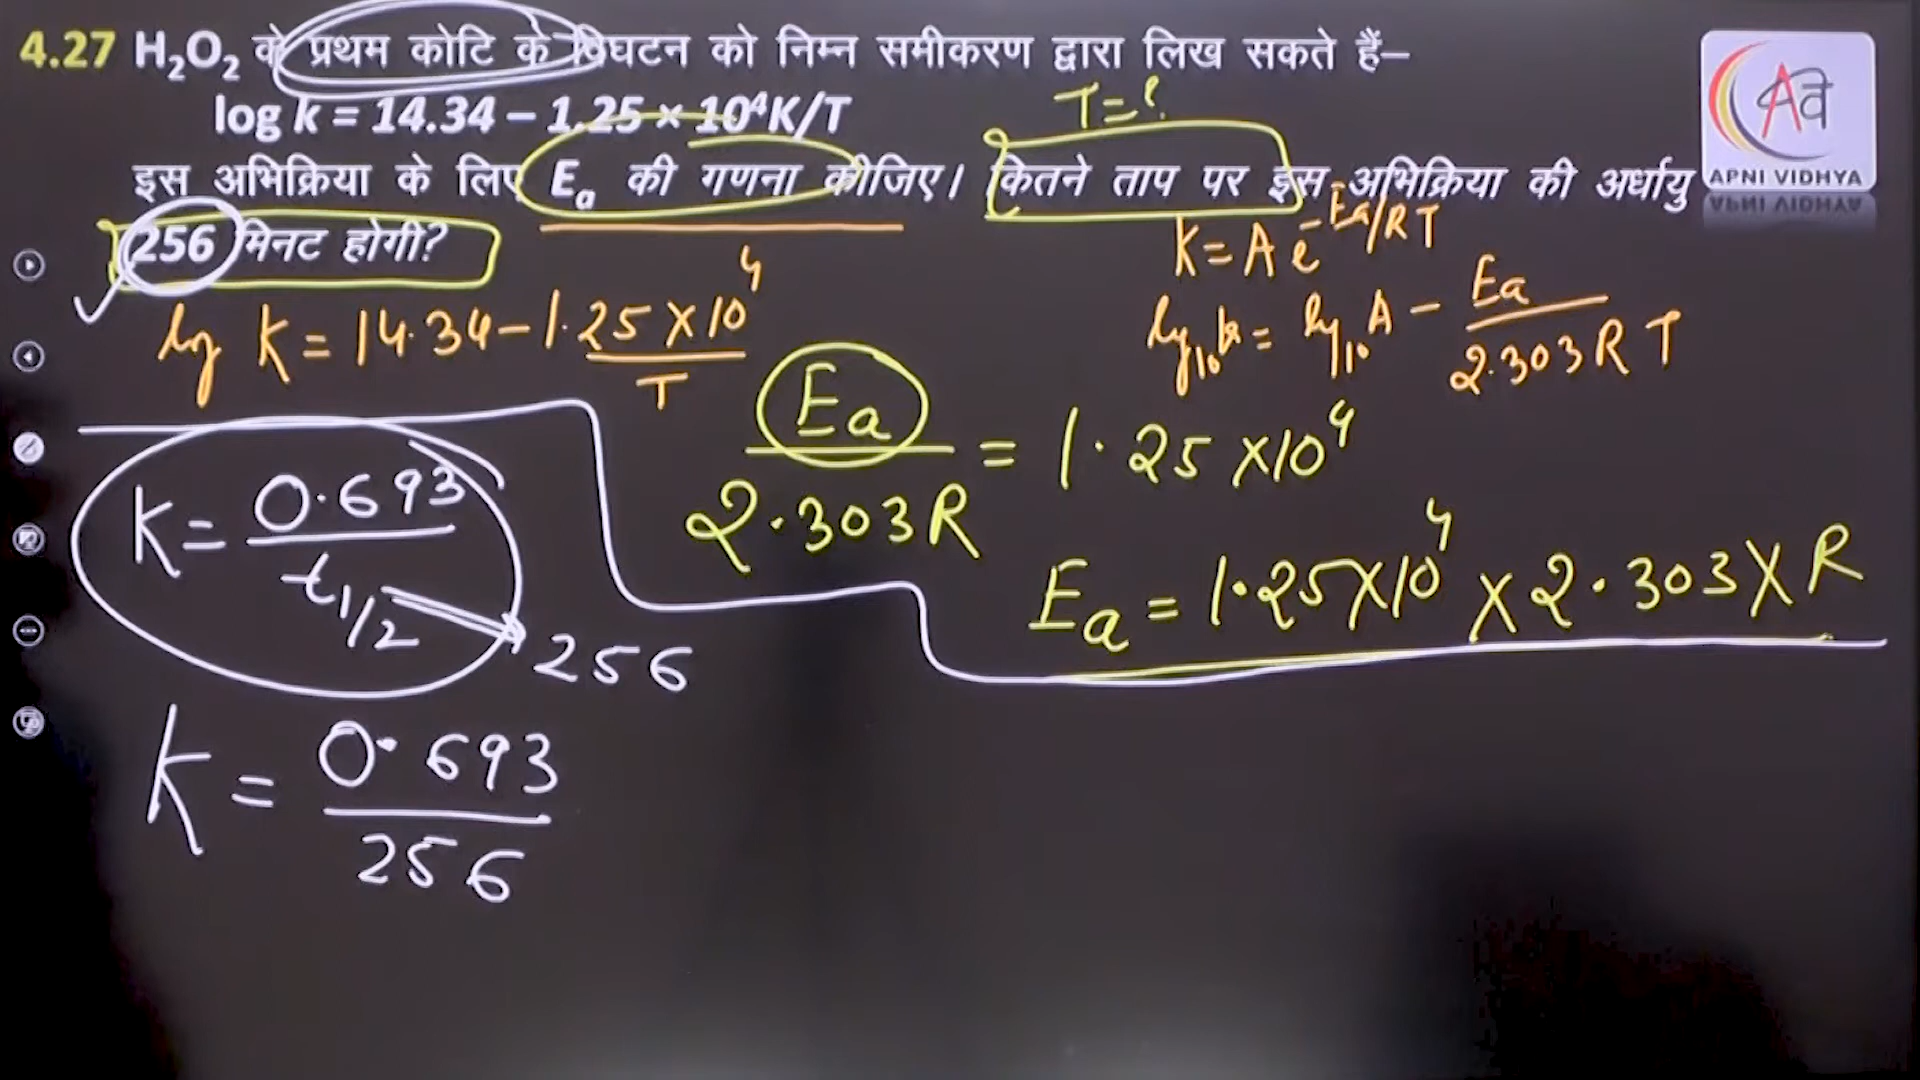 4.27 H₂O₂ के प्रथम कोटि के विघटन को निम्न समीकरण द्वारा लिख सकते हैं–
log k = 14.34 – 1.25 × 10⁴K/T
T = ?
इस अभिक्रिया के लिए Eₐ की गणना कीजिए। कितने ताप पर इस अभिक्रिया की अर्धायु
256 मिनट होगी?
APNI VIDHYA
K = A e^-Ea/RT
log K = 14.34 - 1.25 × 10⁴ / T
log₁₀ k = log₁₀ A - Ea / 2.303 R T
Ea / 2.303 R = 1.25 × 10⁴
K = 0.693 / t1/2
256
Ea = 1.25 × 10⁴ × 2.303 × R
K = 0.693 / 256